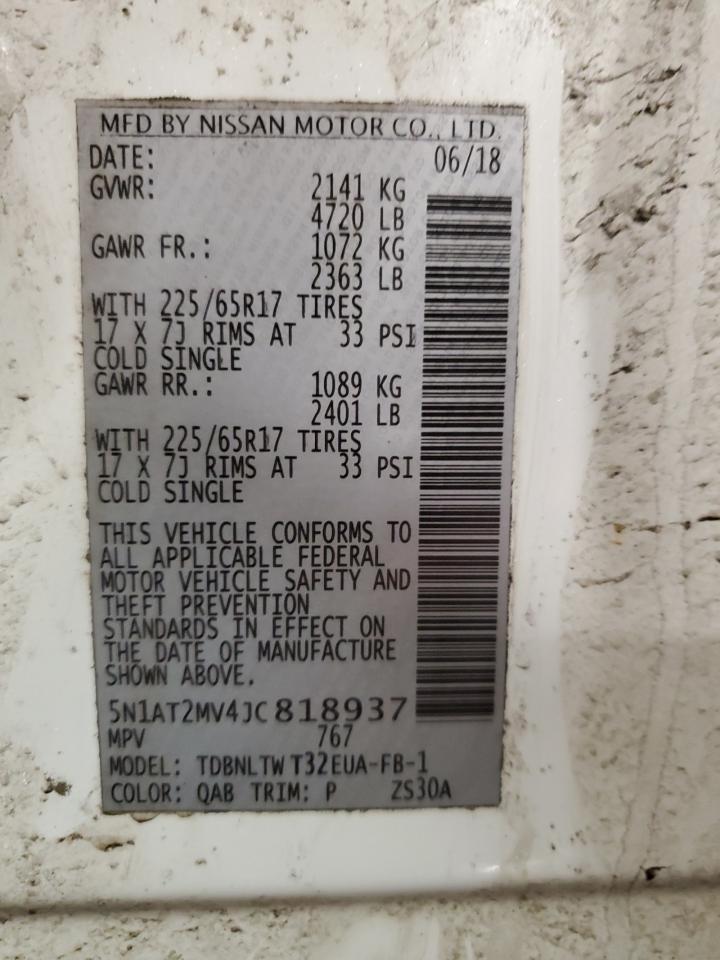 MFD BY NISSAN MOTOR CO., LTD.
DATE: 06/18
GVWR: 2141 KG
4720 LB
GAWR FR.: 1072 KG
2363 LB
WITH 225/65R17 TIRES
17 X 7J RIMS AT 33 PSI
COLD SINGLE
GAWR RR.: 1089 KG
2401 LB
WITH 225/65R17 TIRES
17 X 7J RIMS AT 33 PSI
COLD SINGLE
THIS VEHICLE CONFORMS TO
ALL APPLICABLE FEDERAL
MOTOR VEHICLE SAFETY AND
THEFT PREVENTION
STANDARDS IN EFFECT ON
THE DATE OF MANUFACTURE
SHOWN ABOVE.
5N1AT2MV4JC818937
MPV 767
MODEL: TDBNLTW T32EUA-FB-1
COLOR: QAB TRIM: P ZS30A